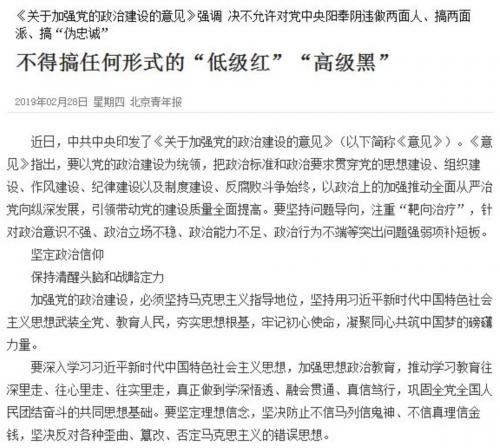 《关于加强党的政治建设的意见》强调 决不允许对党中央阳奉阴违做两面人、搞两面
派、搞“伪忠诚”
不得搞任何形式的“低级红”“高级黑”
2019年02月28日 星期四 北京青年报
近日，中共中央印发了《关于加强党的政治建设的意见》（以下简称《意见》）。《意
见》指出，要以党的政治建设为统领，把政治标准和政治要求贯穿党的思想建设、组织建
设、作风建设、纪律建设以及制度建设、反腐败斗争始终，以政治上的加强推动全面从严治
党向纵深发展，引领带动党的建设质量全面提高。要坚持问题导向，注重“靶向治疗”，针
对政治意识不强、政治立场不稳、政治能力不足、政治行为不端等突出问题强弱项补短板。
坚定政治信仰
保持清醒头脑和战略定力
加强党的政治建设，必须坚持马克思主义指导地位，坚持用习近平新时代中国特色社会
主义思想武装全党、教育人民，夯实思想根基，牢记初心使命，凝聚同心共筑中国梦的磅礴
力量。
要深入学习习近平新时代中国特色社会主义思想，加强思想政治教育，推动学习教育往
深里走、往心里走、往实里走，真正做到学深悟透、融会贯通、真信笃行，巩固全党全国人
民团结奋斗的共同思想基础。要坚定理想信念，坚决防止不信马列信鬼神、不信真理信金
钱，坚决反对各种歪曲、篡改、否定马克思主义的错误思想。